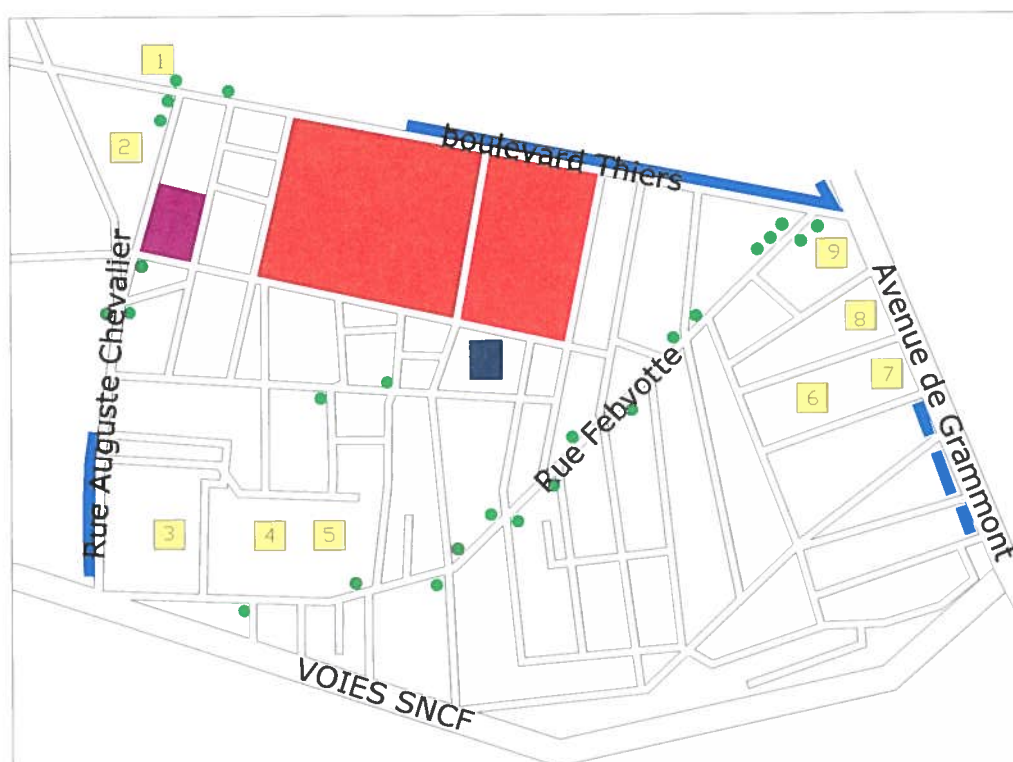 1
boulevard Thiers
2
Rue Auguste Chevalier
9
Avenue de Grammmont
8
7
6
Rue Febvotte
3
4
5
VOIES SNCF